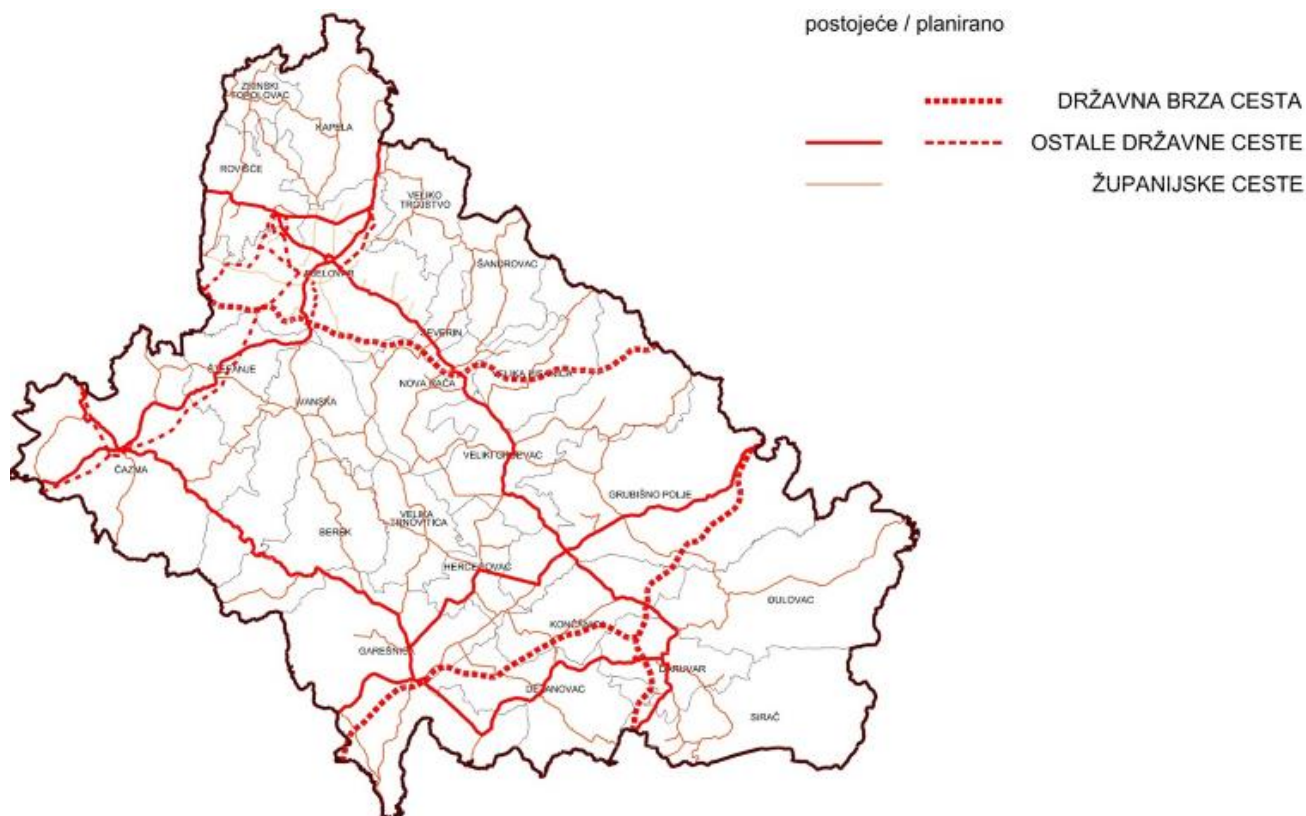 postojeće / planirano
DRŽAVNA BRZA CESTA
OSTALE DRŽAVNE CESTE
ŽUPANIJSKE CESTE
ZRINSKI
TOPOLOVAC
KAPELA
ROVIŠĆE
VELIKO
TROJSTVO
ŠANDROVAC
BJELOVAR
SEVERIN
ŠTEFANJE
NOVA RAČA
VELIKA PISANICA
IVANSKA
VELIKI GRĐEVAC
ČAZMA
GRUBIŠNO POLJE
VELIKA
TRNOVITICA
BEREK
HERCEGOVAC
ĐULOVAC
KONČANICA
GAREŠNICA
DARUVAR
DEŽANOVAC
SIRAČ